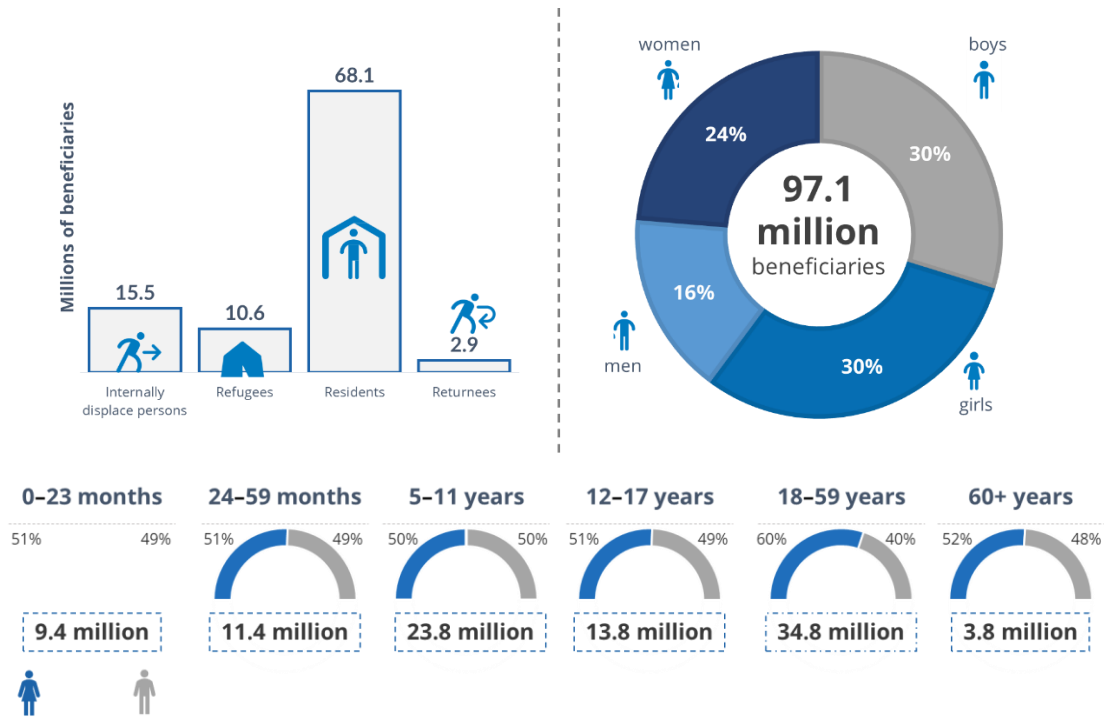 Millions of beneficiaries
68.1
15.5
10.6
2.9
Internally
displace persons
Refugees
Residents
Returnees
women
boys
24%
30%
97.1
million
beneficiaries
16%
30%
men
girls
0–23 months
51%
49%
9.4 million
24–59 months
51%
49%
11.4 million
5–11 years
50%
50%
23.8 million
12–17 years
51%
49%
13.8 million
18–59 years
60%
40%
34.8 million
60+ years
52%
48%
3.8 million